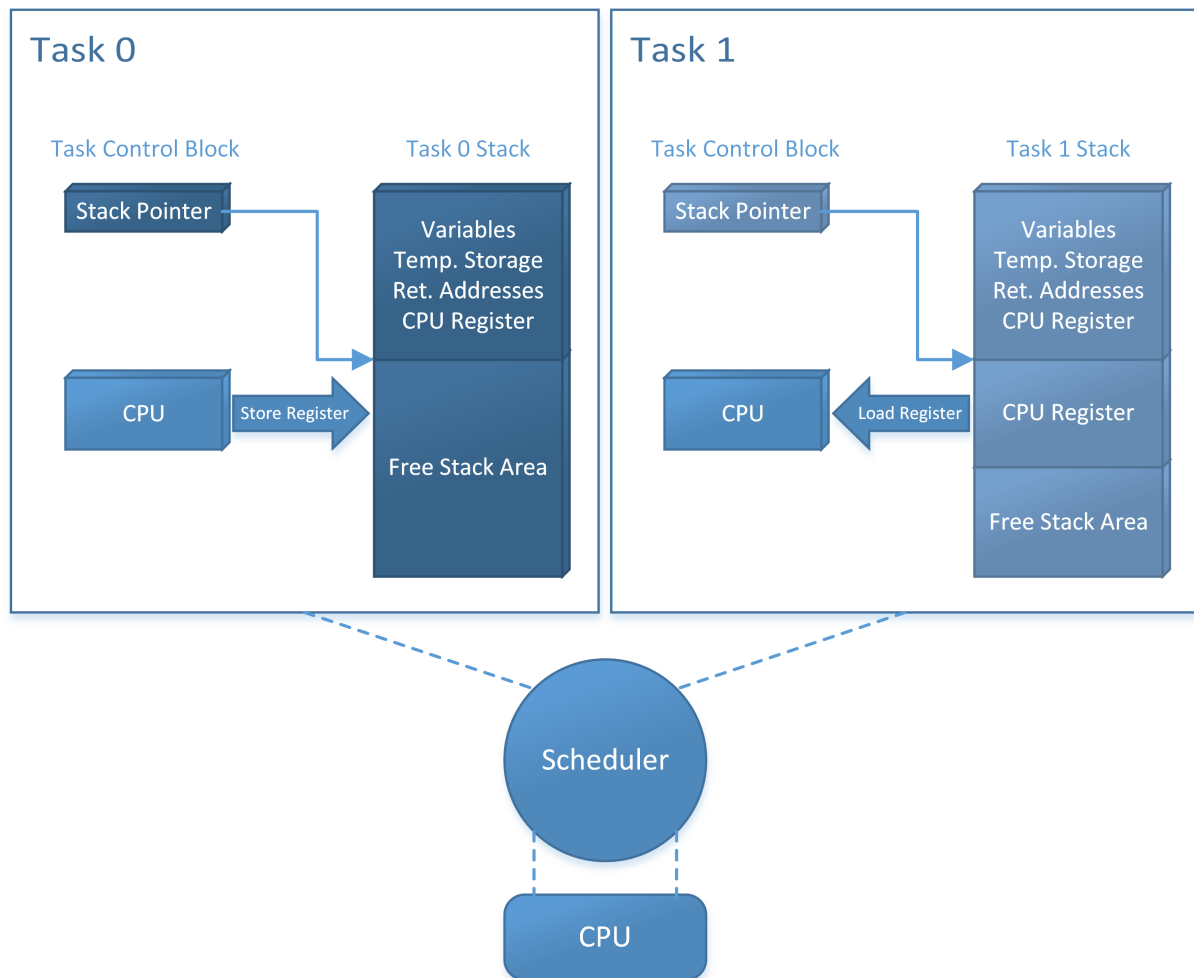 Task 0
Task Control Block
Task 0 Stack
Stack Pointer
Variables
Temp. Storage
Ret. Addresses
CPU Register
CPU
Store Register
Free Stack Area
Task 1
Task Control Block
Task 1 Stack
Stack Pointer
Variables
Temp. Storage
Ret. Addresses
CPU Register
CPU
Load Register
CPU Register
Free Stack Area
Scheduler
CPU